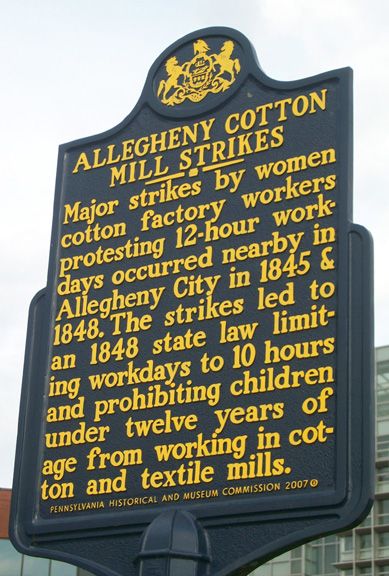 ALLEGHENY COTTON
MILL STRIKES
Major strikes by women
cotton factory workers
protesting 12-hour work-
days occurred nearby in
Allegheny City in 1845 &
1848. The strikes led to
an 1848 state law limit-
ing workdays to 10 hours
and prohibiting children
under twelve years of
age from working in cot-
ton and textile mills.
PENNSYLVANIA HISTORICAL AND MUSEUM COMMISSION 2007